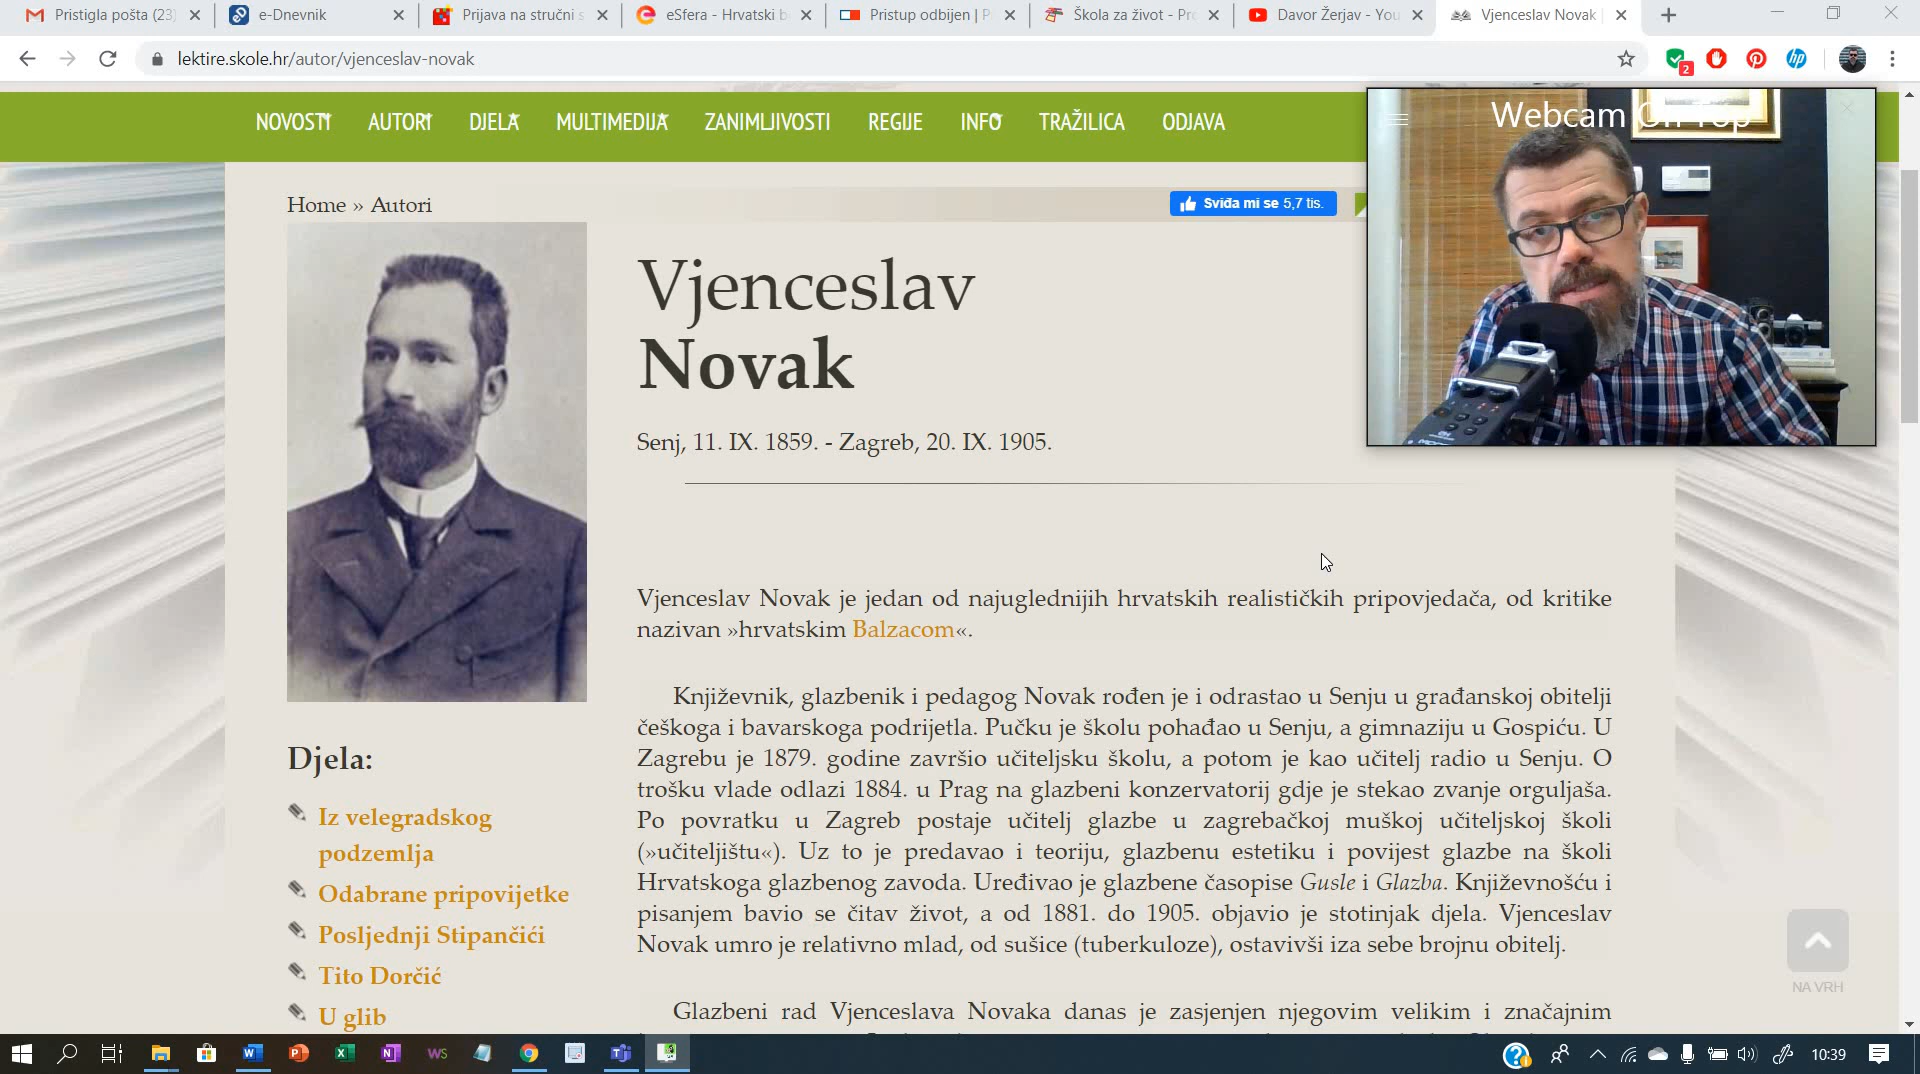 Pristigla pošta (23)
e-Dnevnik
Prijava na stručni s
eSfera - Hrvatski b
Pristup odbijen | P
Škola za život - Pro
Davor Žerjav - You
Vjenceslav Novak |
lektire.skole.hr/autor/vjenceslav-novak
2
hp
NOVOSTI AUTORI DJELA MULTIMEDIJA ZANIMLJIVOSTI REGIJE INFO TRAŽILICA ODJAVA
Webcam On Top
Home » Autori
Sviđa mi se 5,7 tis.
Vjenceslav
Novak
Senj, 11. IX. 1859. - Zagreb, 20. IX. 1905.
Vjenceslav Novak je jedan od najuglednijih hrvatskih realističkih pripovjedača, od kritike
nazivan »hrvatskim Balzacom«.
Književnik, glazbenik i pedagog Novak rođen je i odrastao u Senju u građanskoj obitelji
češkoga i bavarskoga podrijetla. Pučku je školu pohađao u Senju, a gimnaziju u Gospiću. U
Zagrebu je 1879. godine završio učiteljsku školu, a potom je kao učitelj radio u Senju. O
trošku vlade odlazi 1884. u Prag na glazbeni konzervatorij gdje je stekao zvanje orguljaša.
Po povratku u Zagreb postaje učitelj glazbe u zagrebačkoj muškoj učiteljskoj školi
(»učiteljištu«). Uz to je predavao i teoriju, glazbenu estetiku i povijest glazbe na školi
Hrvatskoga glazbenog zavoda. Uređivao je glazbene časopise Gusle i Glazba. Književnošću i
pisanjem bavio se čitav život, a od 1881. do 1905. objavio je stotinjak djela. Vjenceslav
Novak umro je relativno mlad, od sušice (tuberkuloze), ostavivši iza sebe brojnu obitelj.
Glazbeni rad Vjenceslava Novaka danas je zasjenjen njegovim velikim i značajnim
Djela:
Iz velegradskog
podzemlja
Odabrane pripovijetke
Posljednji Stipančići
Tito Dorčić
U glib
NA VRH
WS
10:39